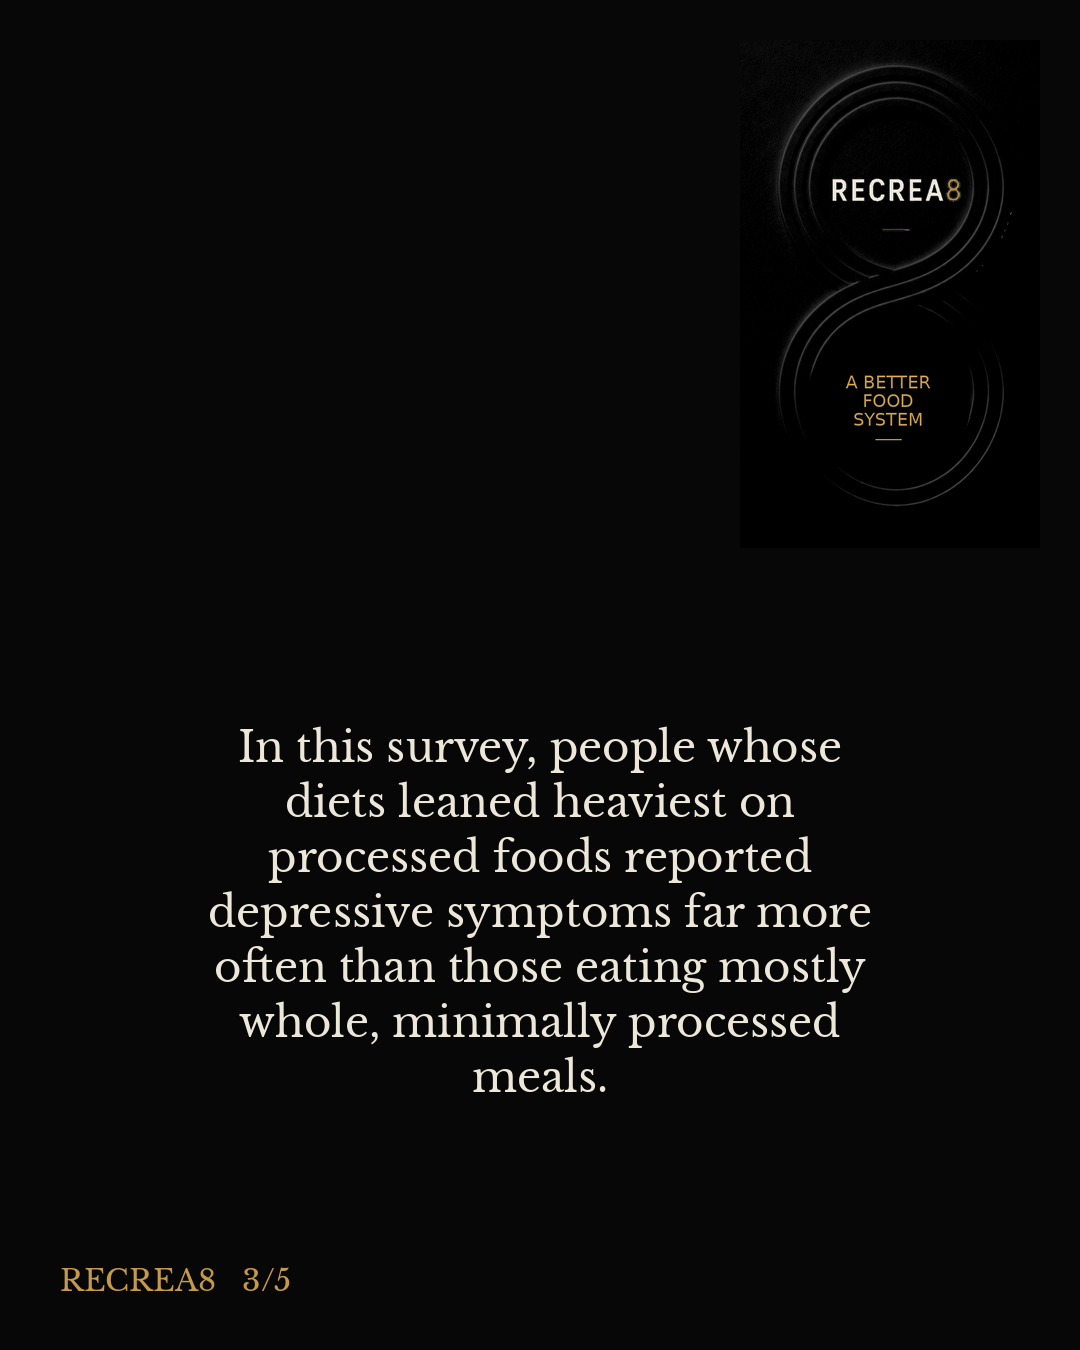 RECREA8
A BETTER
FOOD
SYSTEM
In this survey, people whose
diets leaned heaviest on
processed foods reported
depressive symptoms far more
often than those eating mostly
whole, minimally processed
meals.
RECREA8 3/5